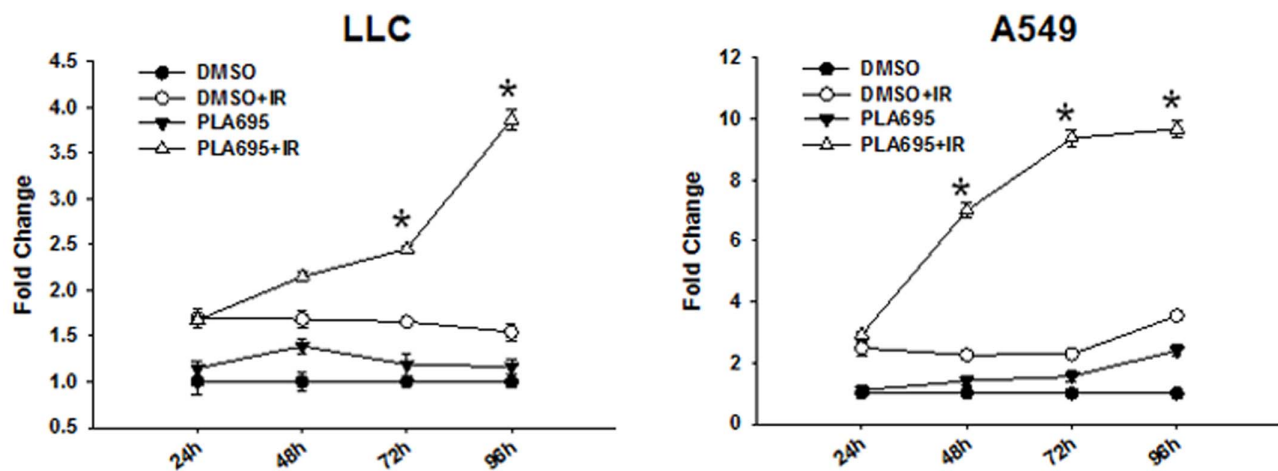 LLC
DMSO
DMSO+IR
PLA695
PLA695+IR
Fold Change
4.5
4.0
3.5
3.0
2.5
2.0
1.5
1.0
0.5
*
*
24h
48h
72h
96h
A549
DMSO
DMSO+IR
PLA695
PLA695+IR
Fold Change
12
10
8
6
4
2
0
*
*
*
24h
48h
72h
96h